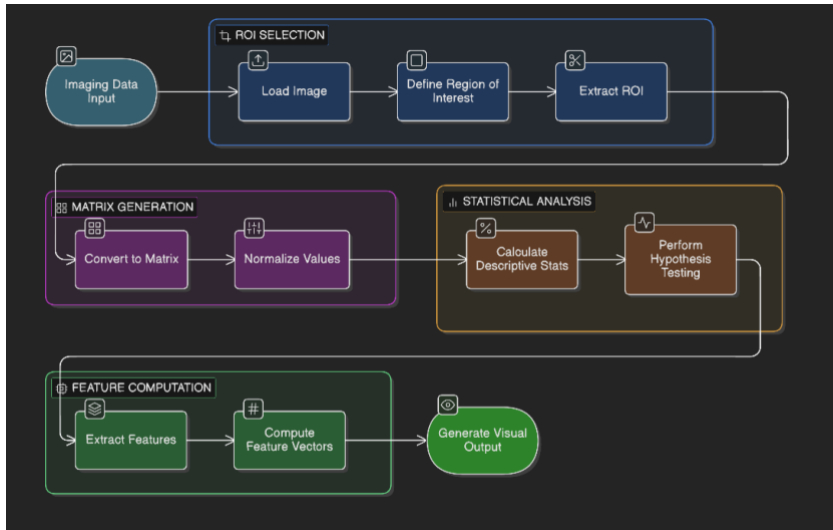 ROI SELECTION
Imaging Data
Input
Load Image
Define Region of
Interest
Extract ROI
MATRIX GENERATION
Convert to Matrix
Normalize Values
STATISTICAL ANALYSIS
Calculate
Descriptive Stats
Perform
Hypothesis
Testing
FEATURE COMPUTATION
Extract Features
Compute
Feature Vectors
Generate Visual
Output